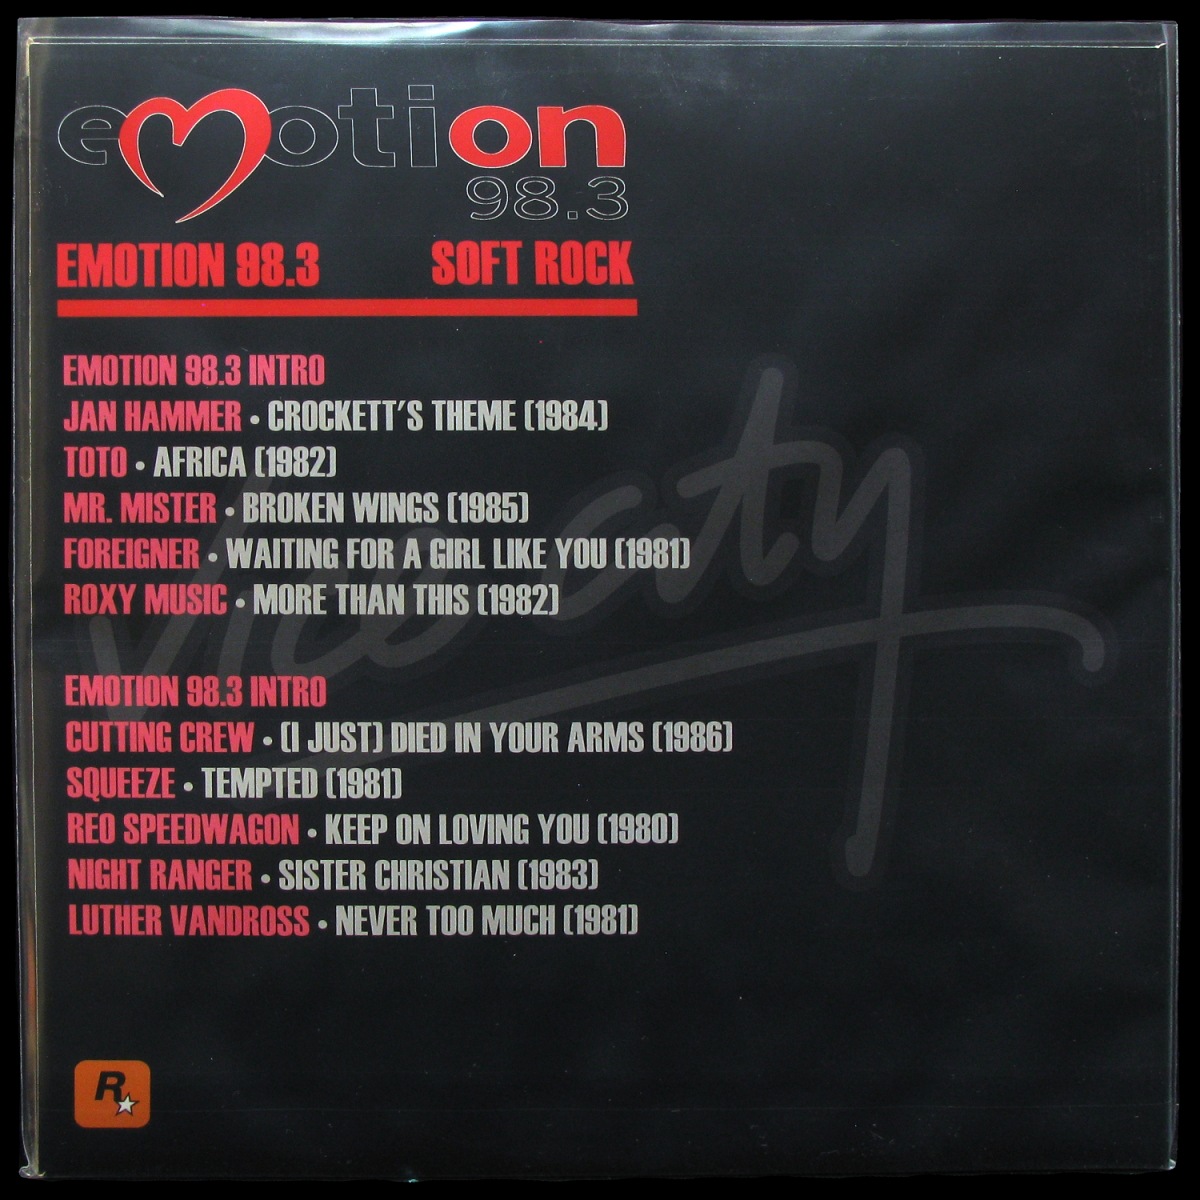 emotion
98.3
EMOTION 98.3 SOFT ROCK
EMOTION 98.3 INTRO
JAN HAMMER • CROCKETT'S THEME (1984)
TOTO • AFRICA (1982)
MR. MISTER • BROKEN WINGS (1985)
FOREIGNER • WAITING FOR A GIRL LIKE YOU (1981)
ROXY MUSIC • MORE THAN THIS (1982)
vice city
EMOTION 98.3 INTRO
CUTTING CREW • (I JUST) DIED IN YOUR ARMS (1986)
SQUEEZE • TEMPTED (1981)
REO SPEEDWAGON • KEEP ON LOVING YOU (1980)
NIGHT RANGER • SISTER CHRISTIAN (1983)
LUTHER VANDROSS • NEVER TOO MUCH (1981)
R